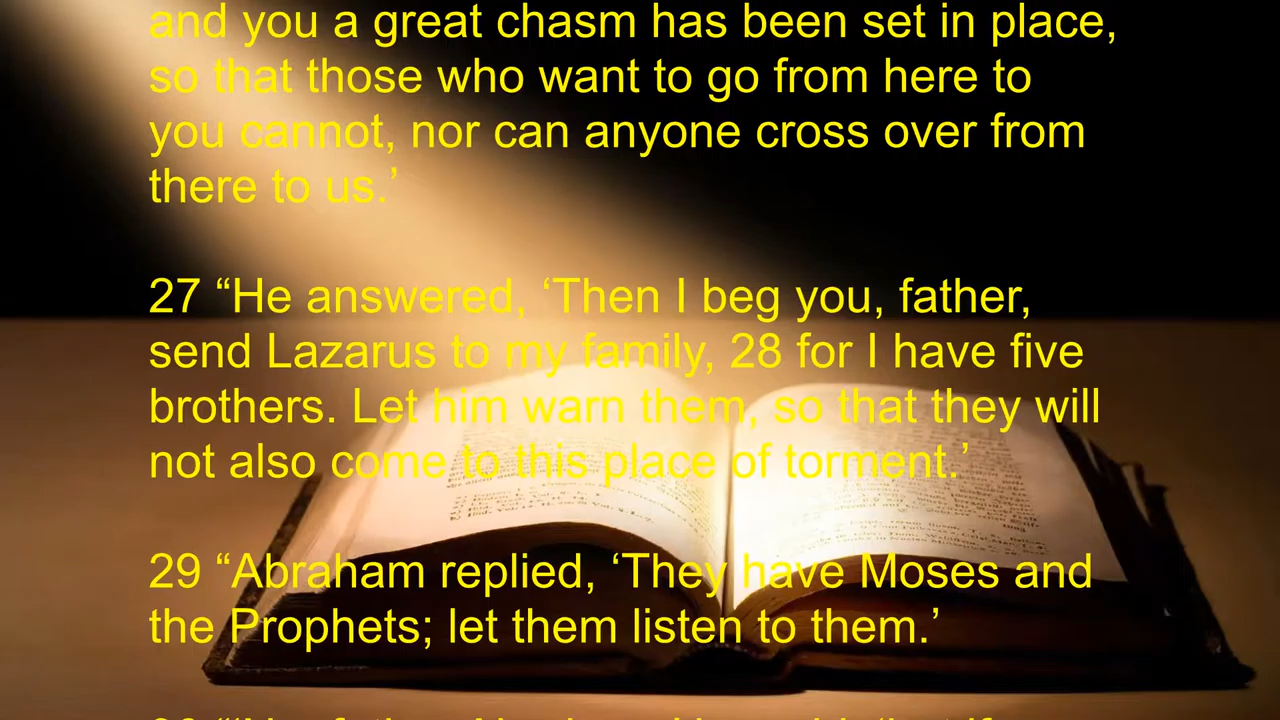 and you a great chasm has been set in place,
so that those who want to go from here to
you cannot, nor can anyone cross over from
there to us.’
27 “He answered, ‘Then I beg you, father,
send Lazarus to my family, 28 for I have five
brothers. Let him warn them, so that they will
not also come to this place of torment.’
29 “Abraham replied, ‘They have Moses and
the Prophets; let them listen to them.’